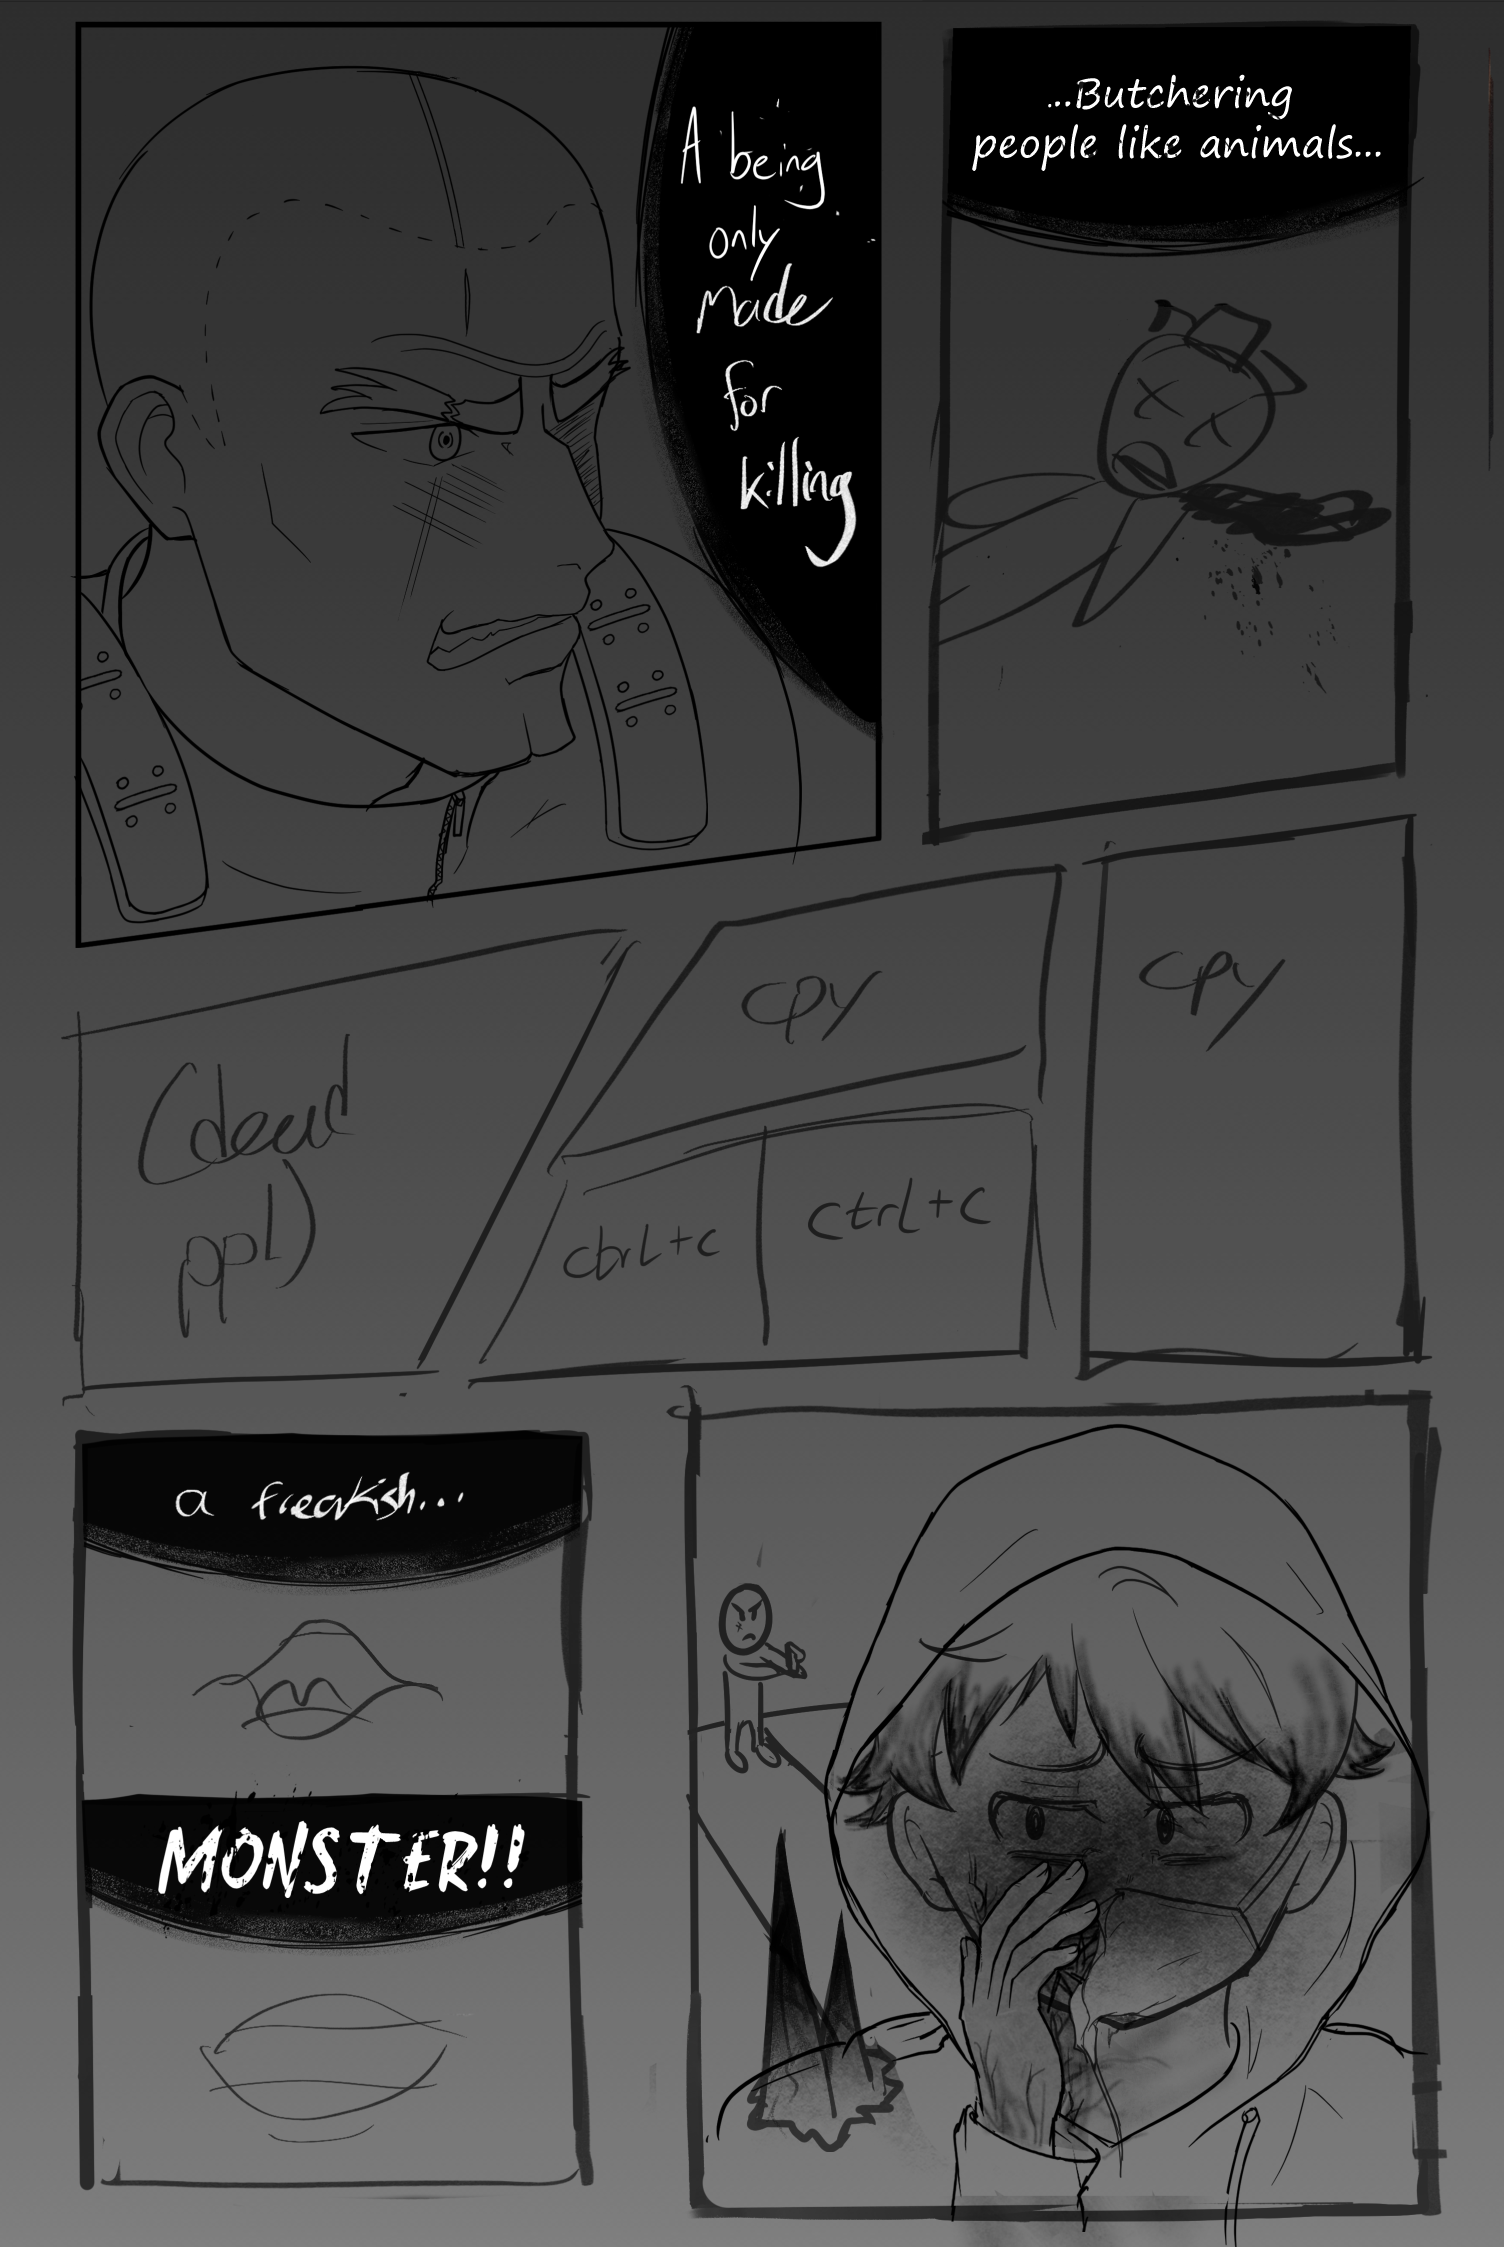 A being
only
made
for
killing
...Butchering
people like animals...
(dead
ppl)
cpy
cpy
ctrl+c
ctrl+c
a freakish...
MONSTER!!